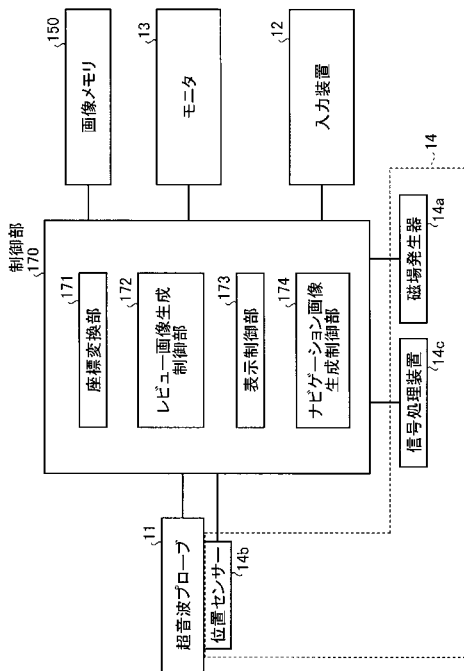 制御部
170
171
座標変換部
172
レビュー画像生成
制御部
173
表示制御部
174
ナビゲーション画像
生成制御部
150
画像メモリ
13
モニタ
12
入力装置
11
超音波プローブ
位置センサー
14b
14
磁場発生器
14a
信号処理装置
14c